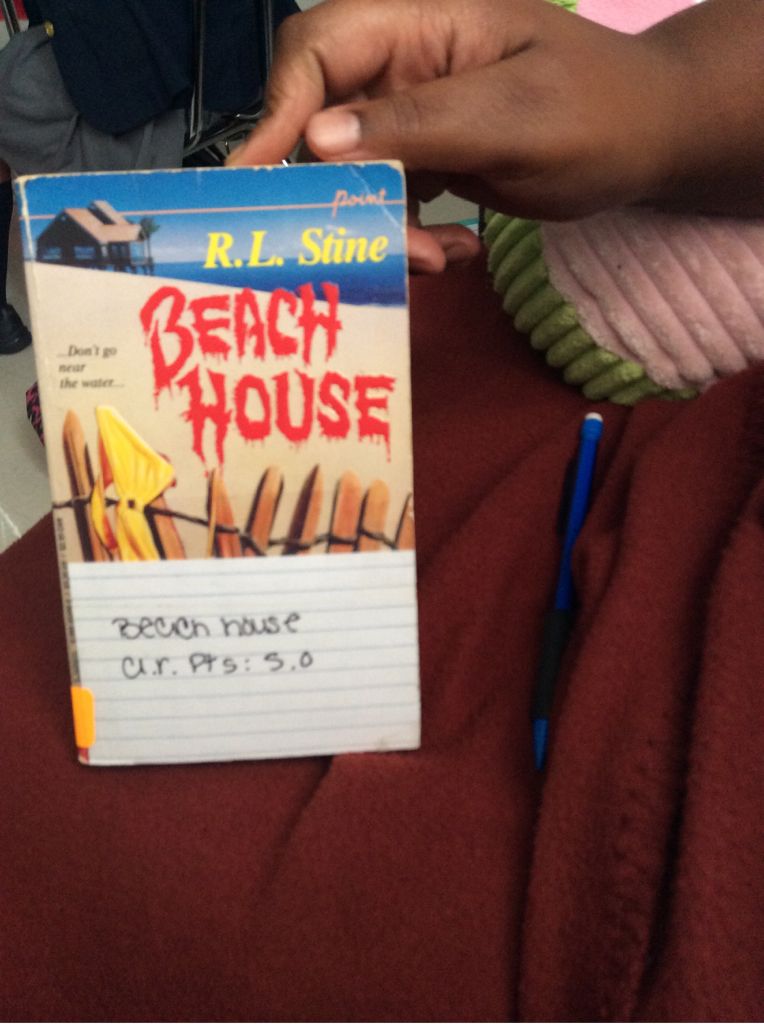 point
R.L. Stine
BEACH
HOUSE
...Don't go
near
the water...
Beach house
a.r. Pts: 5.0